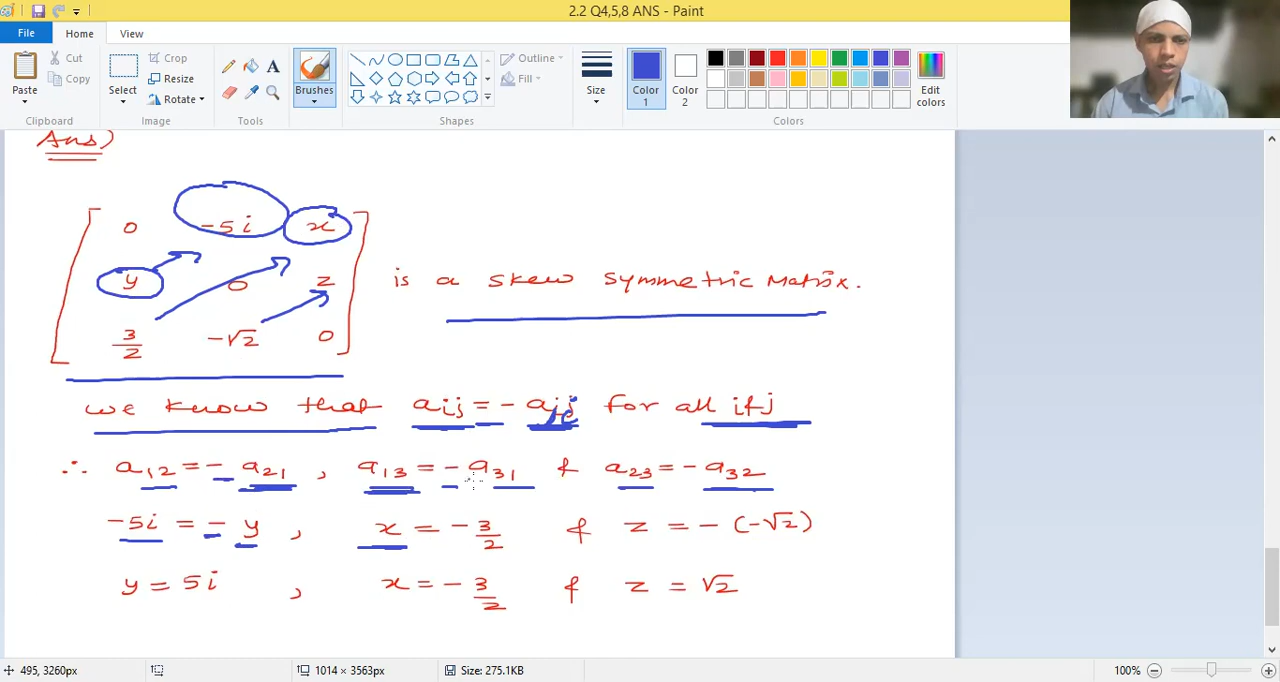 2.2 Q4,5,8 ANS - Paint
File Home View
Paste Cut Copy Clipboard
Select Crop Resize Rotate Image
Tools
Brushes
Outline Fill Shapes
Size
Color 1 Color 2 Edit colors Colors
Ans)
0 -5i x
y 0 z
3/2 -√2 0
is a skew symmetric Matrix.
we know that aij = - aji for all i≠j
∴ a12 = - a21 , a13 = - a31 & a23 = - a32
-5i = - y , x = - 3/2 & z = - (-√2)
y = 5i , x = - 3/2 & z = √2
495, 3260px 1014 × 3563px Size: 275.1KB 100%